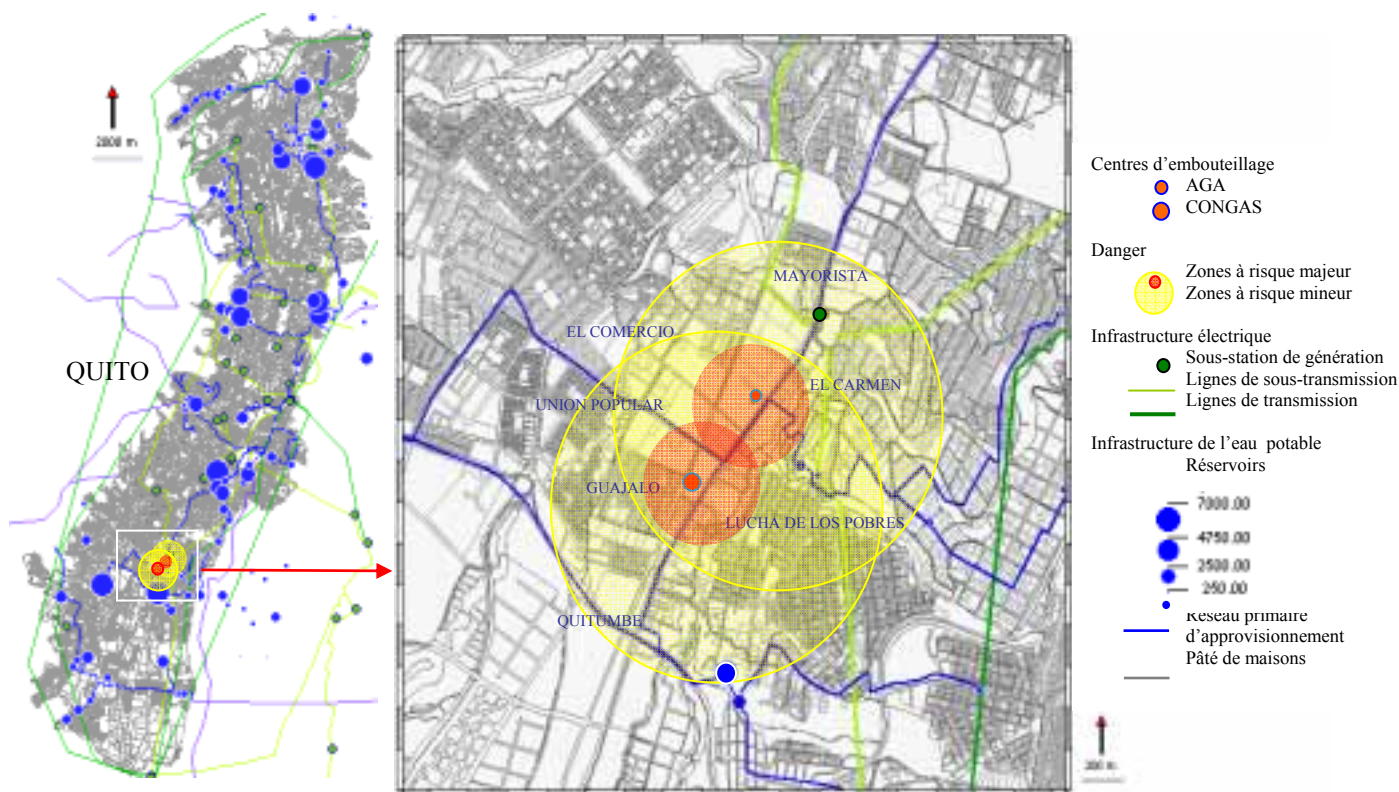 2000 m
QUITO
MAYORISTA
EL COMERCIO
EL CARMEN
UNION POPULAR
GUAJALO
LUCHA DE LOS POBRES
QUITUMBE
Centres d'embouteillage
AGA
CONGAS
Danger
Zones à risque majeur
Zones à risque mineur
Infrastructure électrique
Sous-station de génération
Lignes de sous-transmission
Lignes de transmission
Infrastructure de l'eau potable
Réservoirs
7000.00
4750.00
2500.00
250.00
Réseau primaire
d'approvisionnement
Pâté de maisons